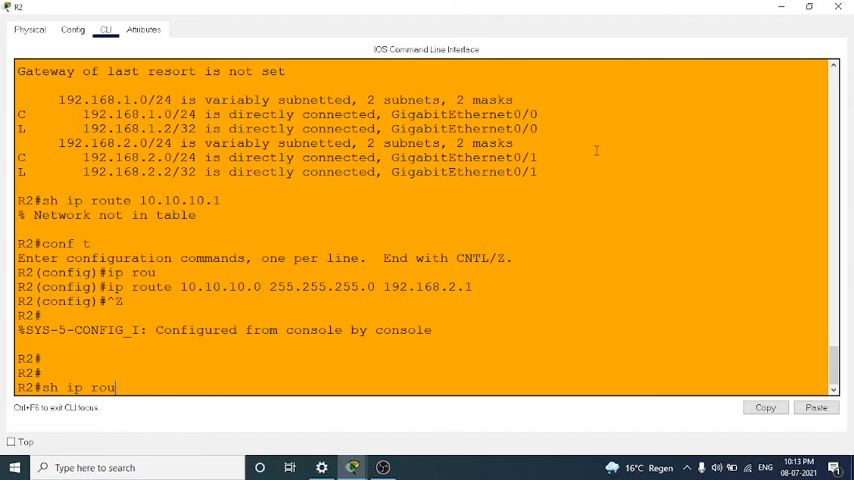 R2
Physical Config CLI Attributes
IOS Command Line Interface
Gateway of last resort is not set
192.168.1.0/24 is variably subnetted, 2 subnets, 2 masks
C 192.168.1.0/24 is directly connected, GigabitEthernet0/0
L 192.168.1.2/32 is directly connected, GigabitEthernet0/0
192.168.2.0/24 is variably subnetted, 2 subnets, 2 masks
C 192.168.2.0/24 is directly connected, GigabitEthernet0/1
L 192.168.2.2/32 is directly connected, GigabitEthernet0/1
R2#sh ip route 10.10.10.1
% Network not in table
R2#conf t
Enter configuration commands, one per line. End with CNTL/Z.
R2(config)#ip rou
R2(config)#ip route 10.10.10.0 255.255.255.0 192.168.2.1
R2(config)#^Z
R2#
%SYS-5-CONFIG_I: Configured from console by console
R2#
R2#
R2#sh ip rou
Ctrl+F6 to exit CLI focus
Copy Paste
Top
Type here to search
16°C Regen
ENG
10:13 PM
08-07-2021